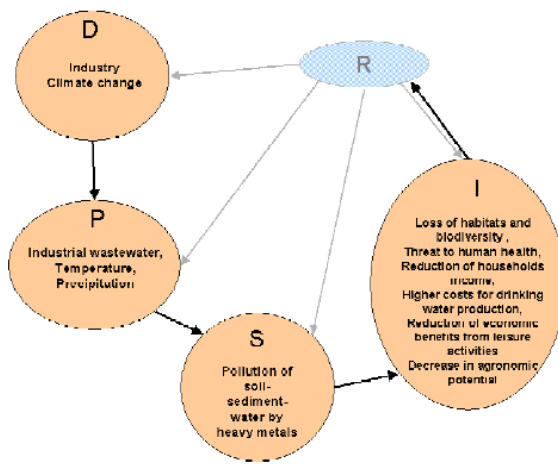 D
Industry
Climate change
R
P
Industrial wastewater,
Temperature,
Precipitation
S
Pollution of
soil-
sediment-
water by
heavy metals
I
Loss of habitats and
biodiversity ,
Threat to human health,
Reduction of households
income,
Higher costs for drinking
water production,
Reduction of economic
benefits from leisure
activities
Decrease in agronomic
potential